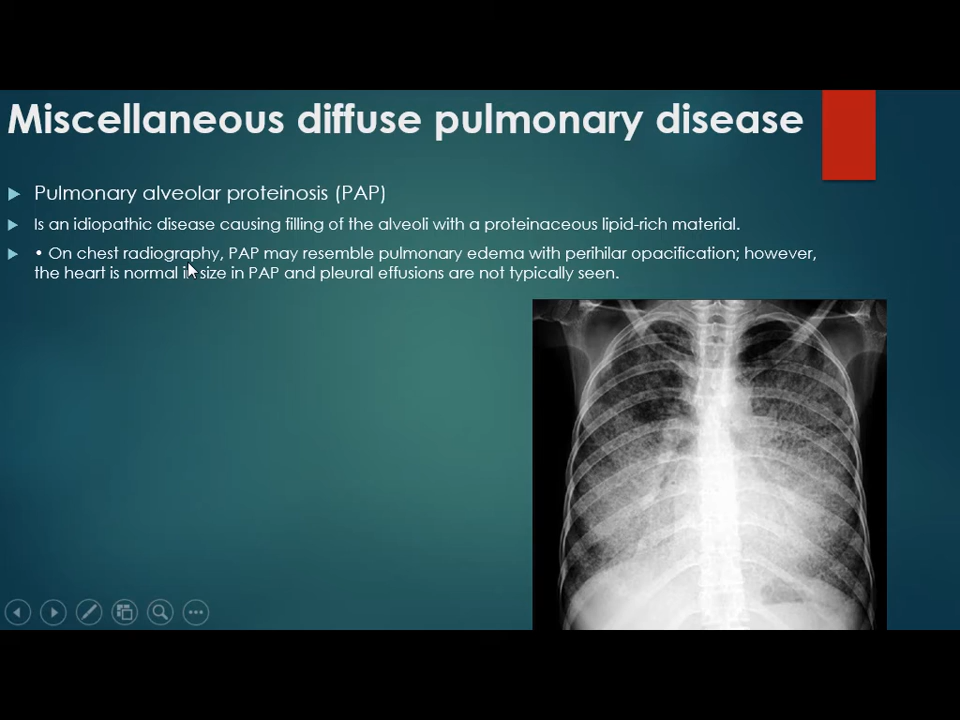 Miscellaneous diffuse pulmonary disease
Pulmonary alveolar proteinosis (PAP)
Is an idiopathic disease causing filling of the alveoli with a proteinaceous lipid-rich material.
• On chest radiography, PAP may resemble pulmonary edema with perihilar opacification; however,
the heart is normal in size in PAP and pleural effusions are not typically seen.